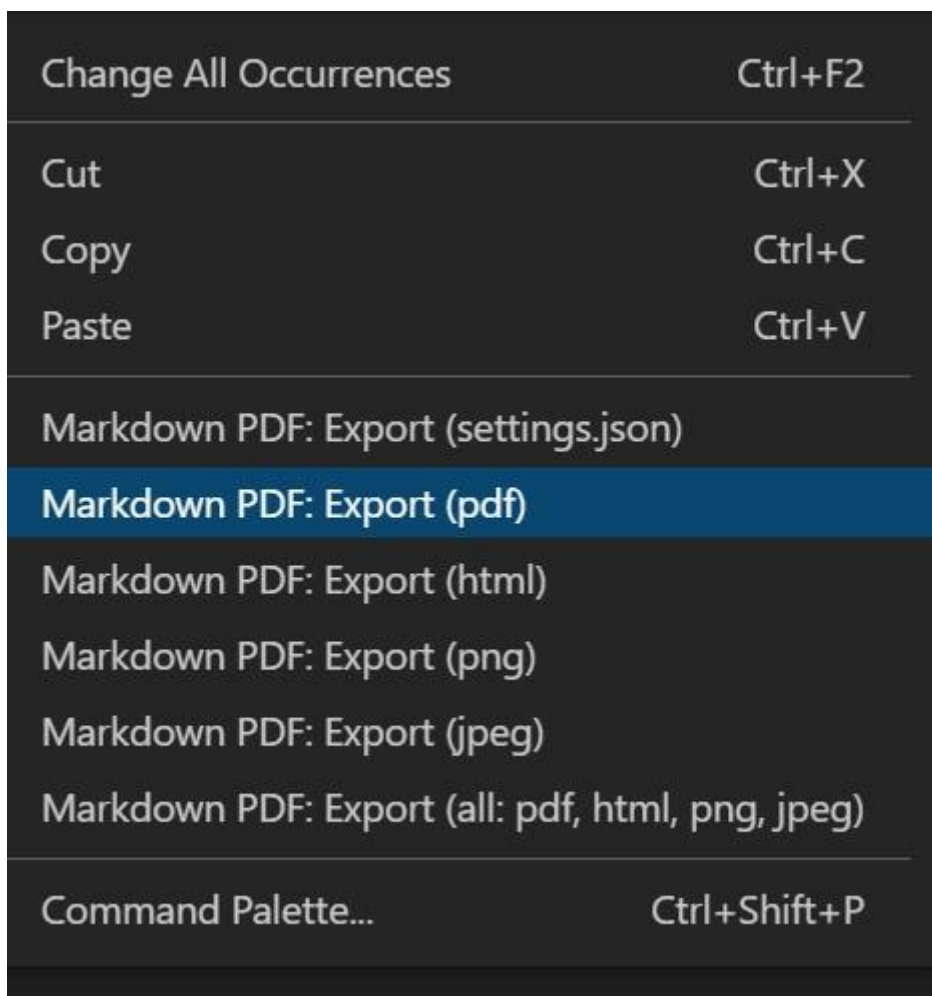 Change All Occurrences Ctrl+F2
Cut Ctrl+X
Copy Ctrl+C
Paste Ctrl+V
Markdown PDF: Export (settings.json)
Markdown PDF: Export (pdf)
Markdown PDF: Export (html)
Markdown PDF: Export (png)
Markdown PDF: Export (jpeg)
Markdown PDF: Export (all: pdf, html, png, jpeg)
Command Palette... Ctrl+Shift+P